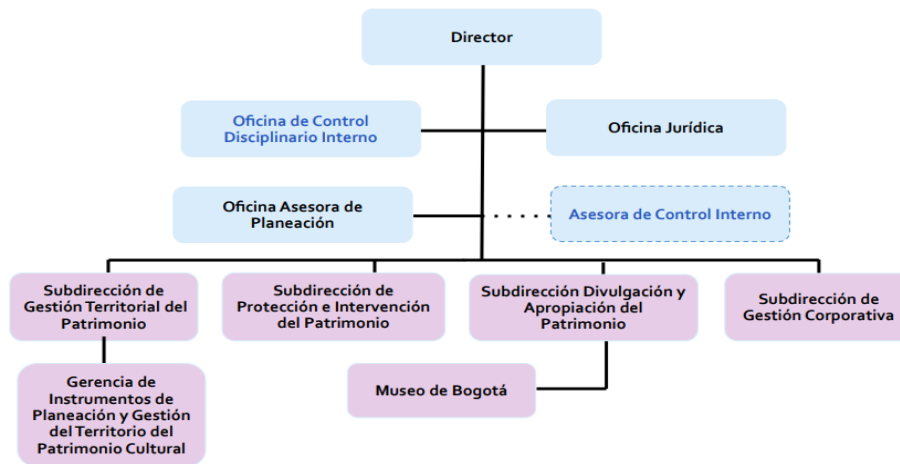 Director
Oficina de Control
Disciplinario Interno
Oficina Jurídica
Oficina Asesora de
Planeación
Asesora de Control Interno
Subdirección de
Gestión Territorial del
Patrimonio
Subdirección de
Protección e Intervención
del Patrimonio
Subdirección Divulgación y
Apropiación del
Patrimonio
Subdirección de
Gestión Corporativa
Gerencia de
Instrumentos de
Planeación y Gestión
del Territorio del
Patrimonio Cultural
Museo de Bogotá